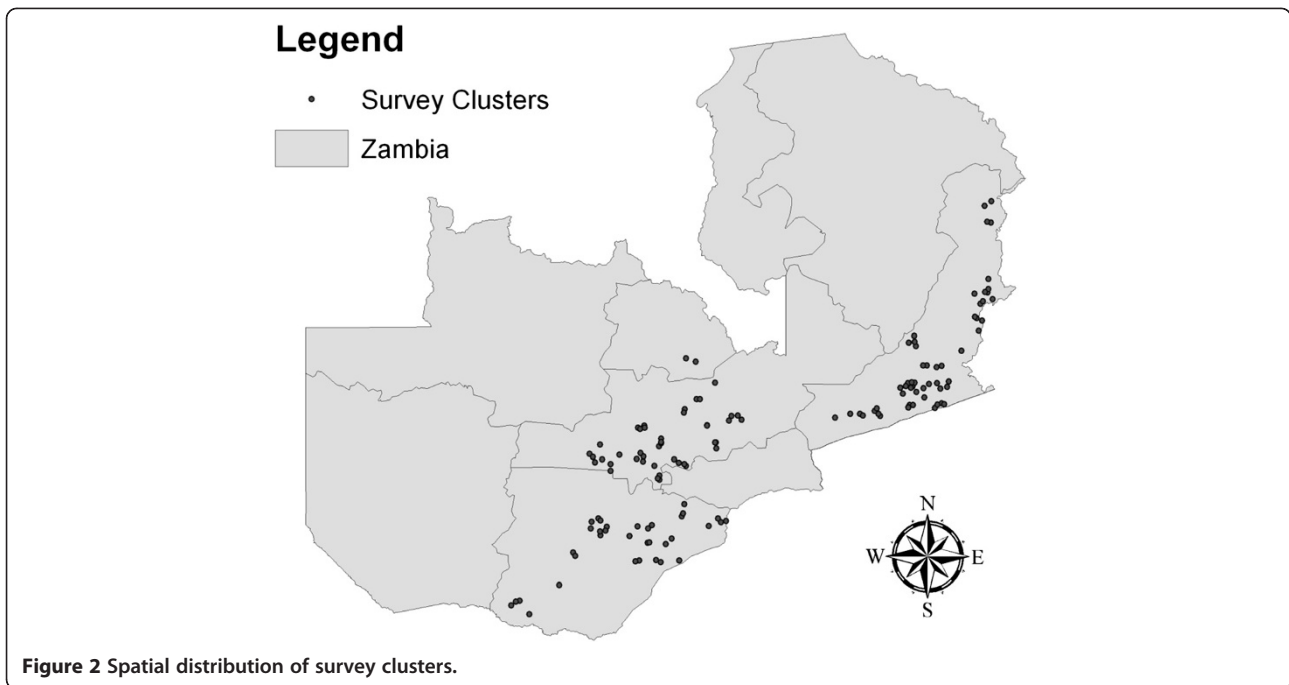 Legend
Survey Clusters
Zambia
N
W E
S
Figure 2 Spatial distribution of survey clusters.